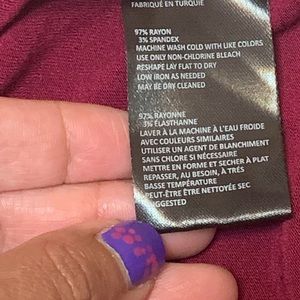 FABRIQUÉ EN TURQUIE
97% RAYON
3% SPANDEX
MACHINE WASH COLD WITH LIKE COLORS
USE ONLY NON-CHLORINE BLEACH
RESHAPE LAY FLAT TO DRY
LOW IRON AS NEEDED
MAY BE DRY CLEANED
97% RAYONNE
3% ÉLASTHANNE
LAVER À LA MACHINE À L'EAU FROIDE
AVEC COULEURS SIMILAIRES
UTILISER UN AGENT DE BLANCHIMENT
SANS CHLORE SI NÉCESSAIRE
METTRE EN FORME ET SECHER À PLAT
REPASSER, AU BESOIN, À TRÈS
BASSE TEMPÉRATURE
PEUT-ÊTRE ÊTRE NETTOYÉE SEC
SUGGESTED